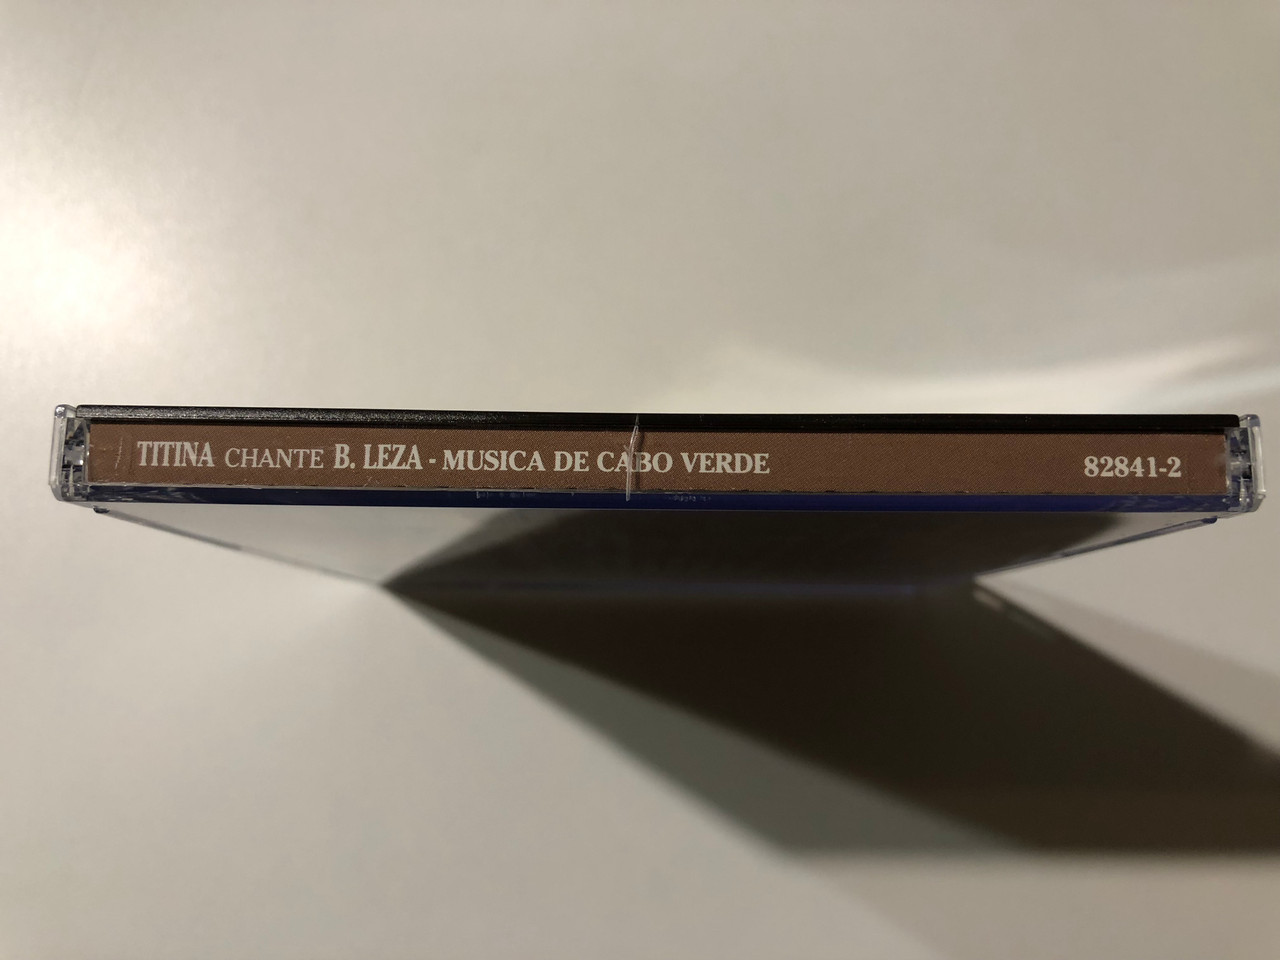 TITINA CHANTE B. LEZA - MUSICA DE CABO VERDE 82841-2